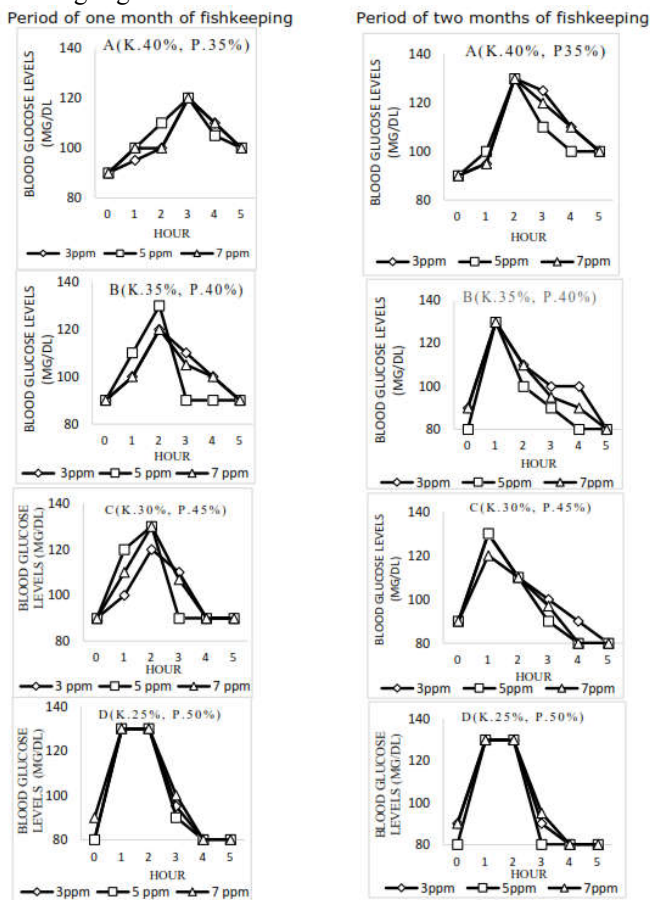 Period of one month of fishkeeping
A(K.40%, P.35%)
BLOOD GLOCOSE LEVELS
(MG/DL
140
120
100
80
0 1 2 3 4 5
HOUR
3ppm 5 ppm 7 ppm
B(K.35%, P.40%)
BLOOD GLUCOSE LEVELS
(MG/DL)
140
120
100
80
0 1 2 3 4 5
HOUR
3ppm 5 ppm 7 ppm
C(K.30%, P.45%)
BLOOD GLUCOSE
LEVELS (MG/DL)
140
120
100
80
60
0 1 2 3 4 5
HOUR
3 ppm 5 ppm 7 ppm
D(K.25%, P.50%)
BLOOD GLUCOSE
LEVELS (MG/DL)
140
120
100
80
0 1 2 3 4 5
HOUR
3ppm 5 ppm 7 ppm
Period of two months of fishkeeping
A(K.40%, P35%)
BLOOD GLUCOSE LEVELS
(MG/DL)
140
120
100
80
0 1 2 3 4 5
HOUR
3ppm 5ppm 7ppm
B(K.35%, P.40%)
BLOOD GLUCOSE LEVELS
(MG/DL)
140
120
100
80
0 1 2 3 4 5
HOUR
3ppm 5ppm 7ppm
C(K.30%, P.45%)
BLOOD GLUCOSE LEVELS
(MG/DL)
140
120
100
80
0 1 2 3 4 5
HOUR
3ppm 5ppm 7ppm
D(K.25%, P.50%)
BLOOD GLUCOSE
LEVELS (MG/DL)
140
120
100
80
0 1 2 3 4 5
HOUR
3ppm 5ppm 7ppm